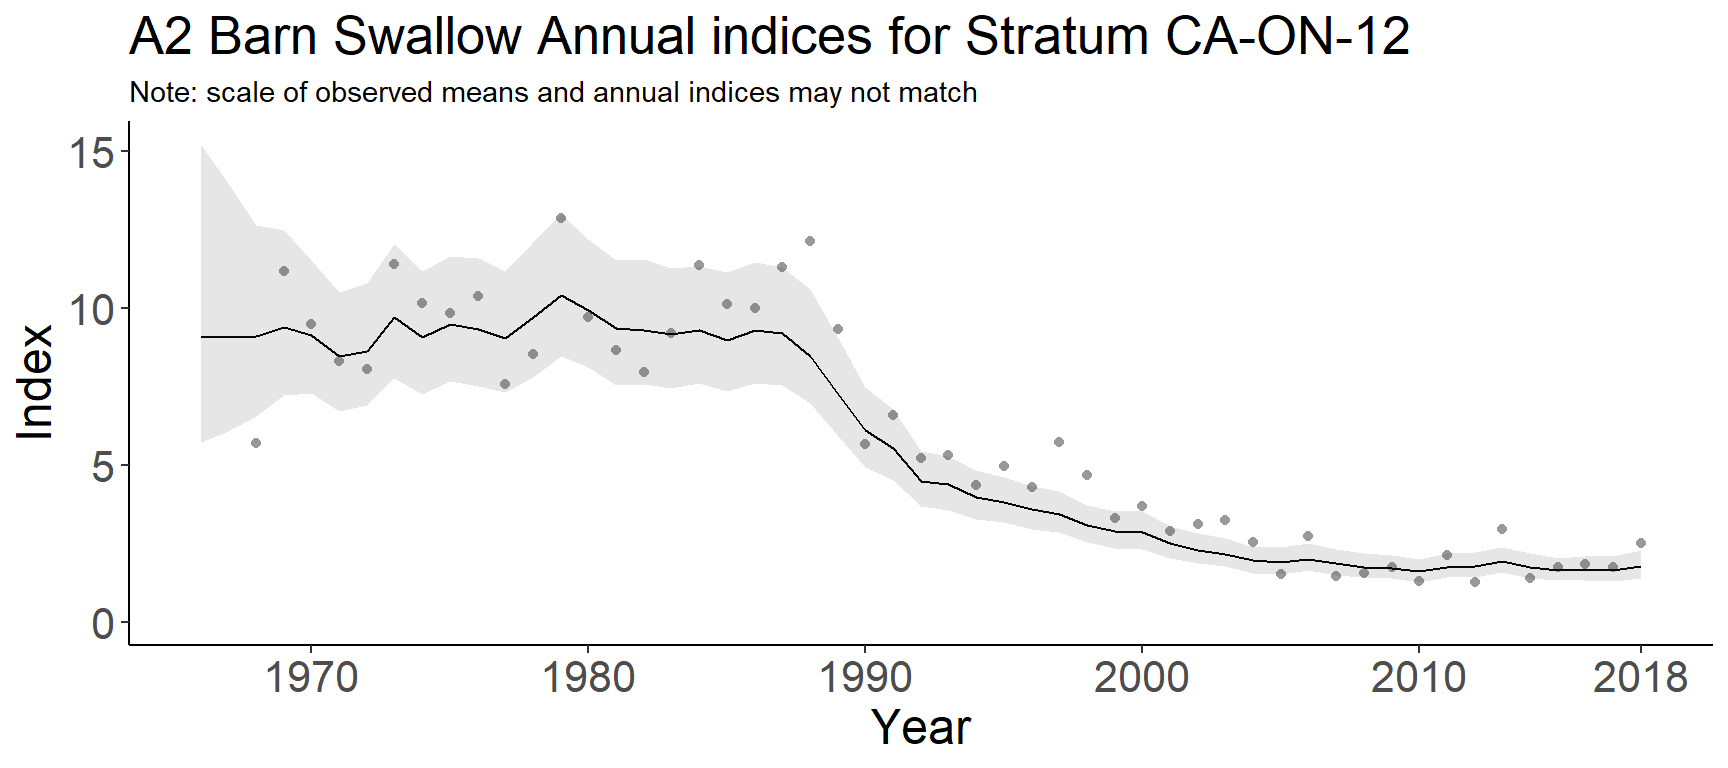 A2 Barn Swallow Annual indices for Stratum CA-ON-12
Note: scale of observed means and annual indices may not match
15
10
5
0
Index
1970 1980 1990 2000 2010 2018
Year